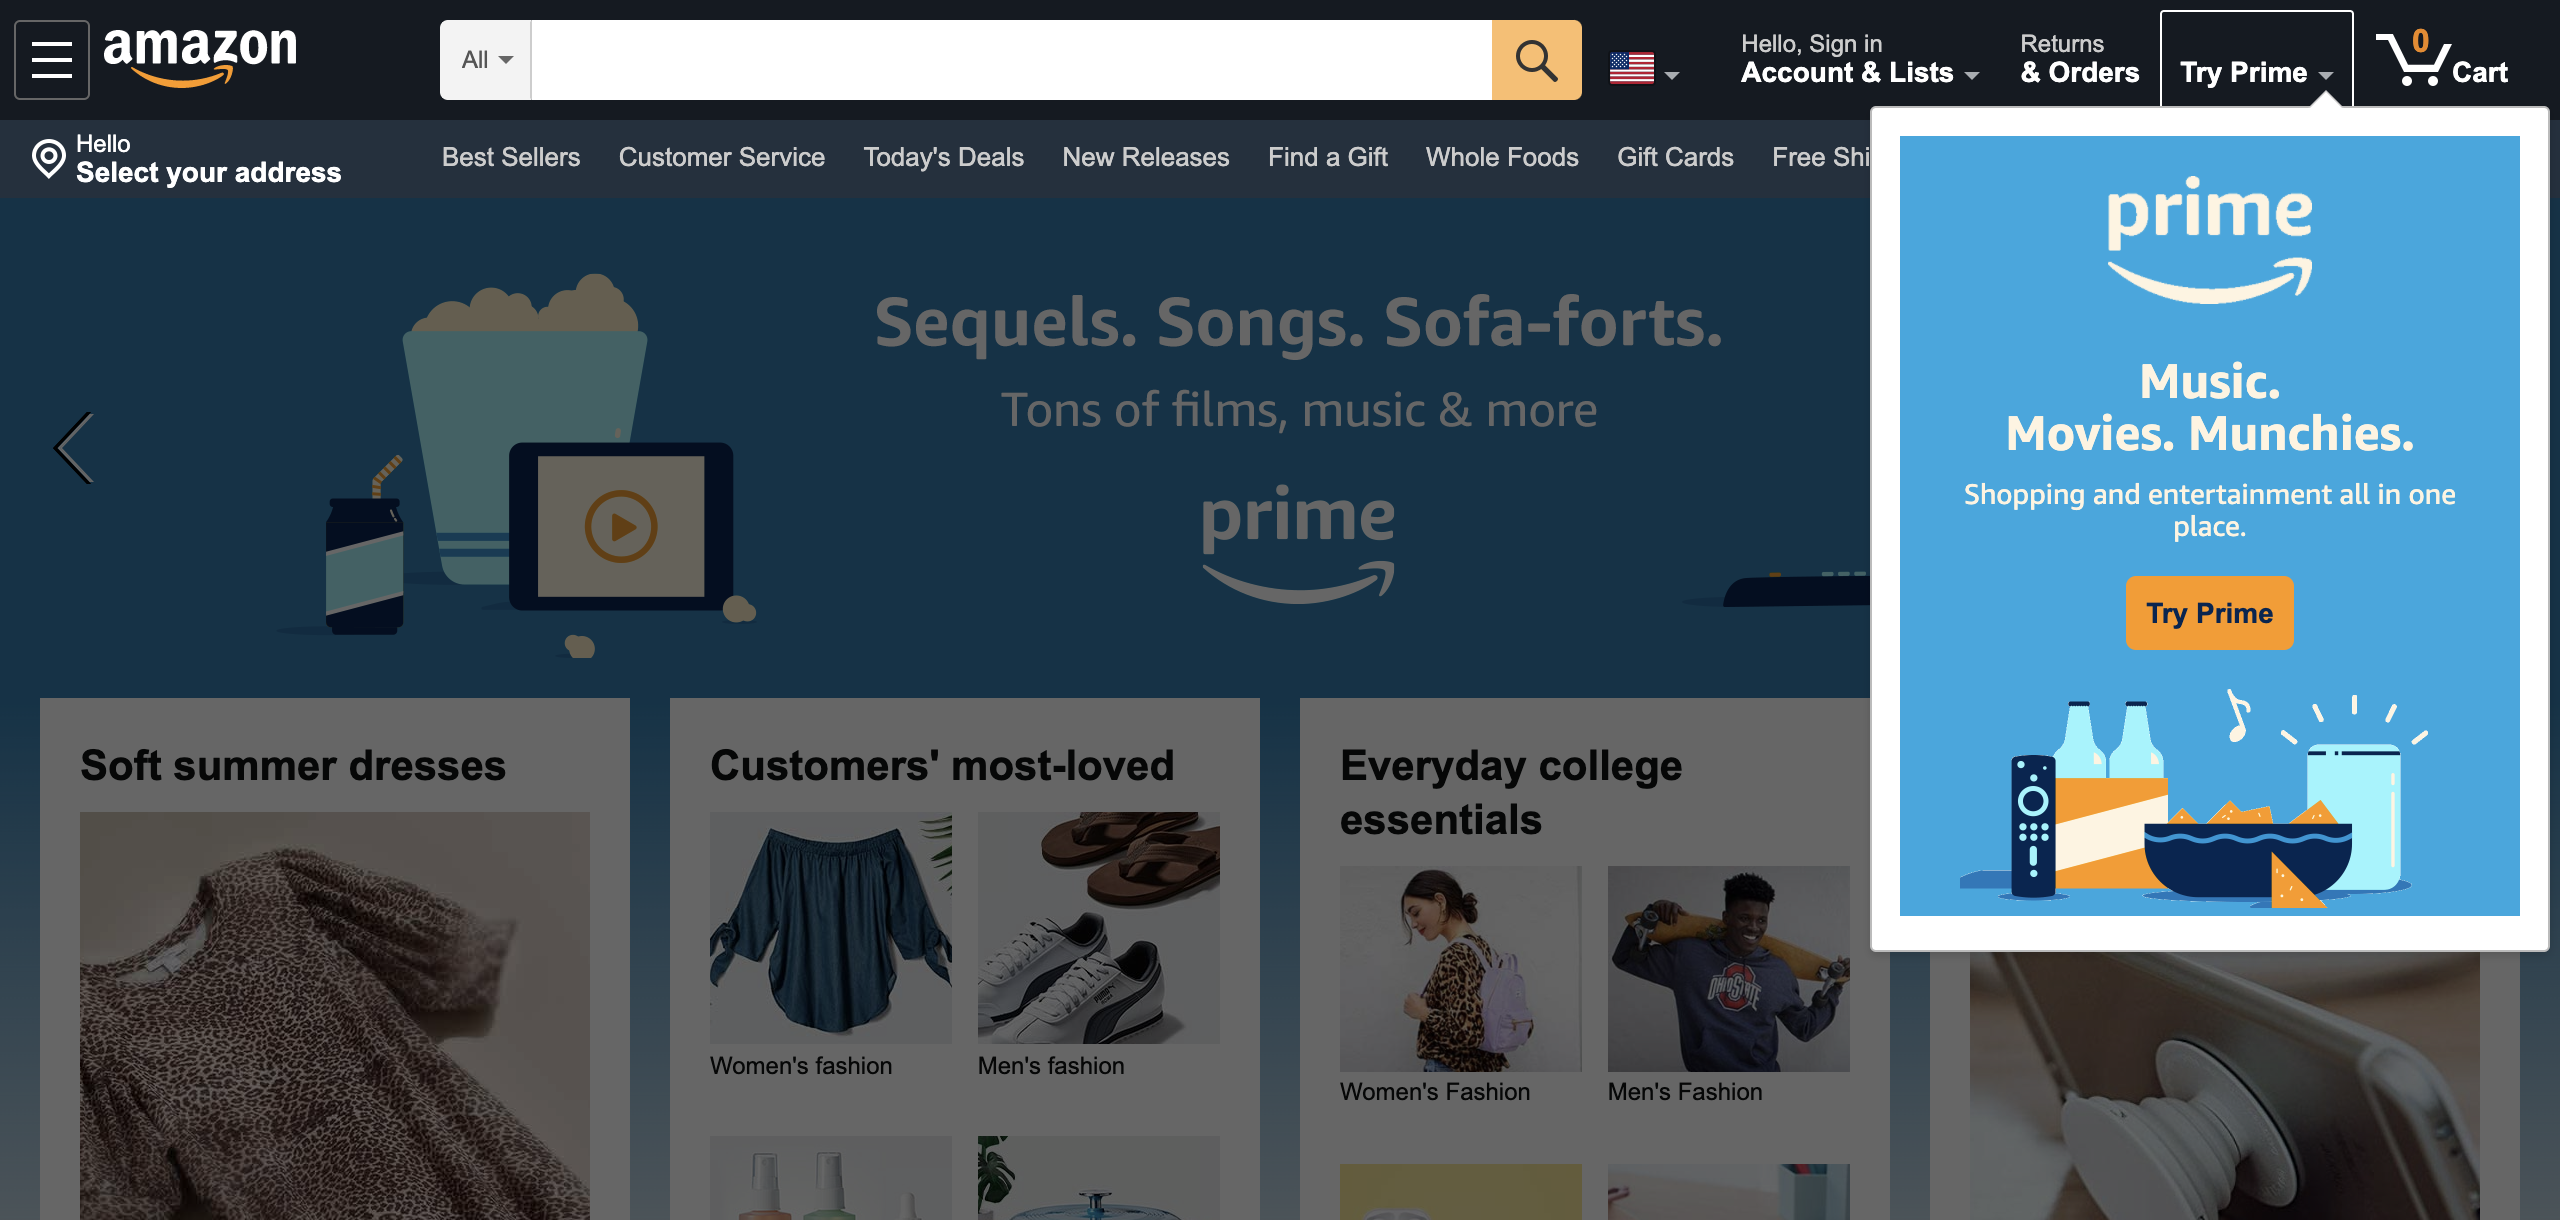 amazon
All
Hello, Sign in
Account & Lists
Returns
& Orders
Try Prime
0
Cart
Hello
Select your address
Best Sellers
Customer Service
Today's Deals
New Releases
Find a Gift
Whole Foods
Gift Cards
Free Shi
Sequels. Songs. Sofa-forts.
Tons of films, music & more
prime
prime
Music.
Movies. Munchies.
Shopping and entertainment all in one
place.
Try Prime
Soft summer dresses
Customers' most-loved
Women's fashion
PUMA
Men's fashion
Everyday college
essentials
Women's Fashion
OHIO STATE
Men's Fashion